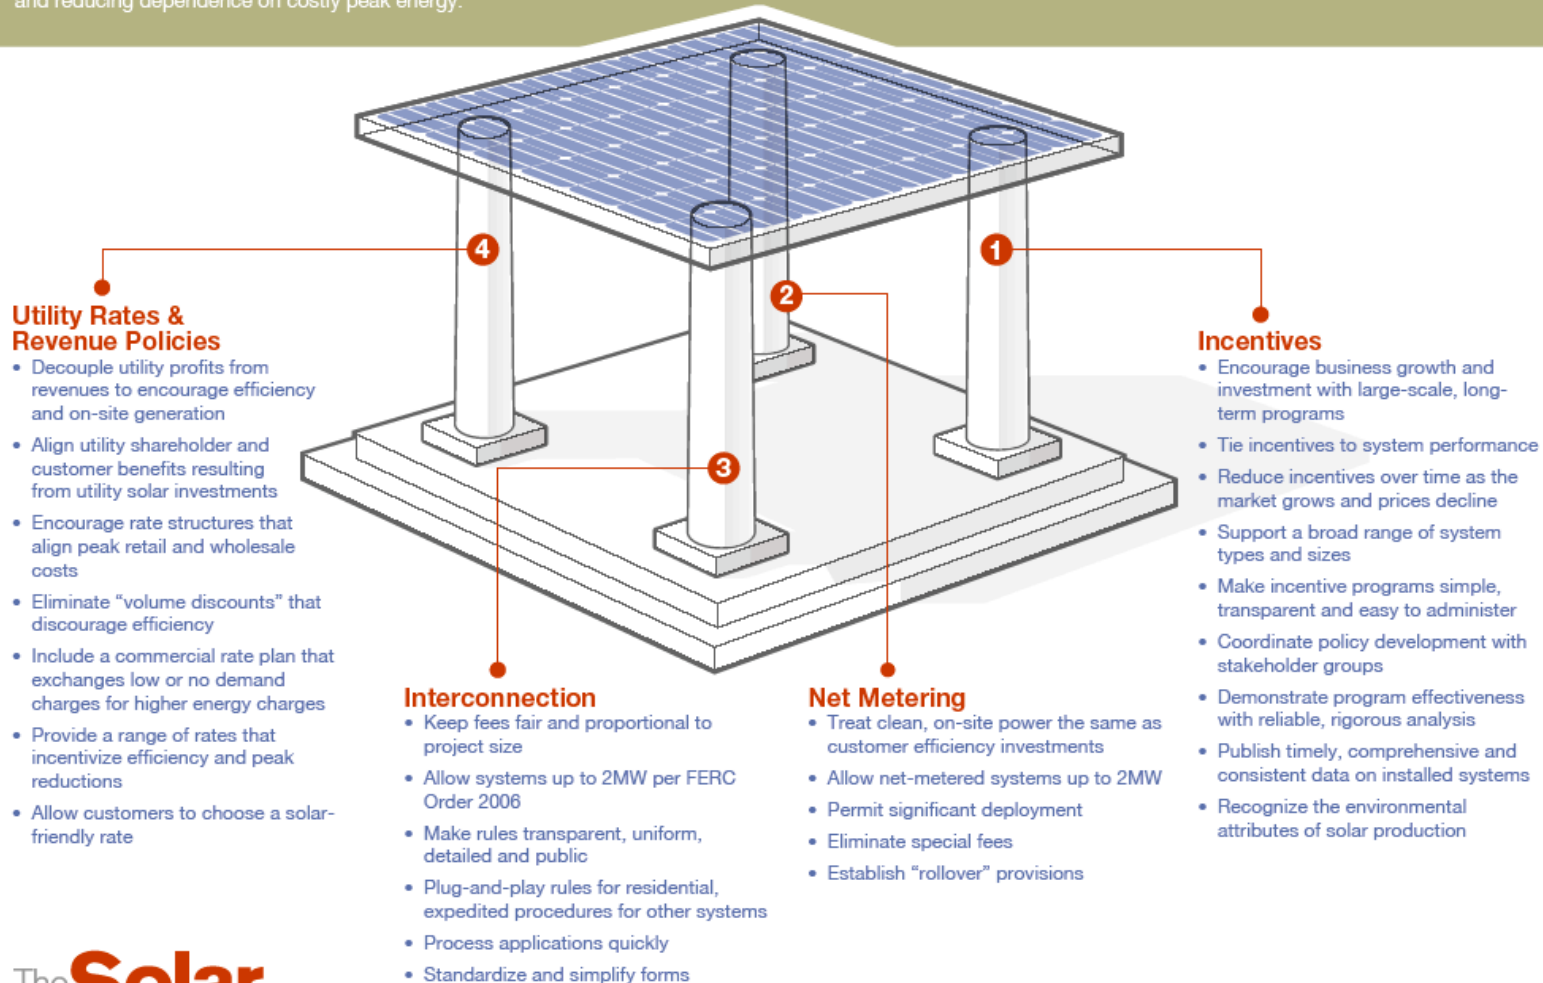 and reducing dependence on costly peak energy.
4
1
2
3
Utility Rates &
Revenue Policies
• Decouple utility profits from
revenues to encourage efficiency
and on-site generation
• Align utility shareholder and
customer benefits resulting
from utility solar investments
• Encourage rate structures that
align peak retail and wholesale
costs
• Eliminate “volume discounts” that
discourage efficiency
• Include a commercial rate plan that
exchanges low or no demand
charges for higher energy charges
• Provide a range of rates that
incentivize efficiency and peak
reductions
• Allow customers to choose a solar-
friendly rate
Interconnection
• Keep fees fair and proportional to
project size
• Allow systems up to 2MW per FERC
Order 2006
• Make rules transparent, uniform,
detailed and public
• Plug-and-play rules for residential,
expedited procedures for other systems
• Process applications quickly
• Standardize and simplify forms
Net Metering
• Treat clean, on-site power the same as
customer efficiency investments
• Allow net-metered systems up to 2MW
• Permit significant deployment
• Eliminate special fees
• Establish “rollover” provisions
Incentives
• Encourage business growth and
investment with large-scale, long-
term programs
• Tie incentives to system performance
• Reduce incentives over time as the
market grows and prices decline
• Support a broad range of system
types and sizes
• Make incentive programs simple,
transparent and easy to administer
• Coordinate policy development with
stakeholder groups
• Demonstrate program effectiveness
with reliable, rigorous analysis
• Publish timely, comprehensive and
consistent data on installed systems
• Recognize the environmental
attributes of solar production
The Solar